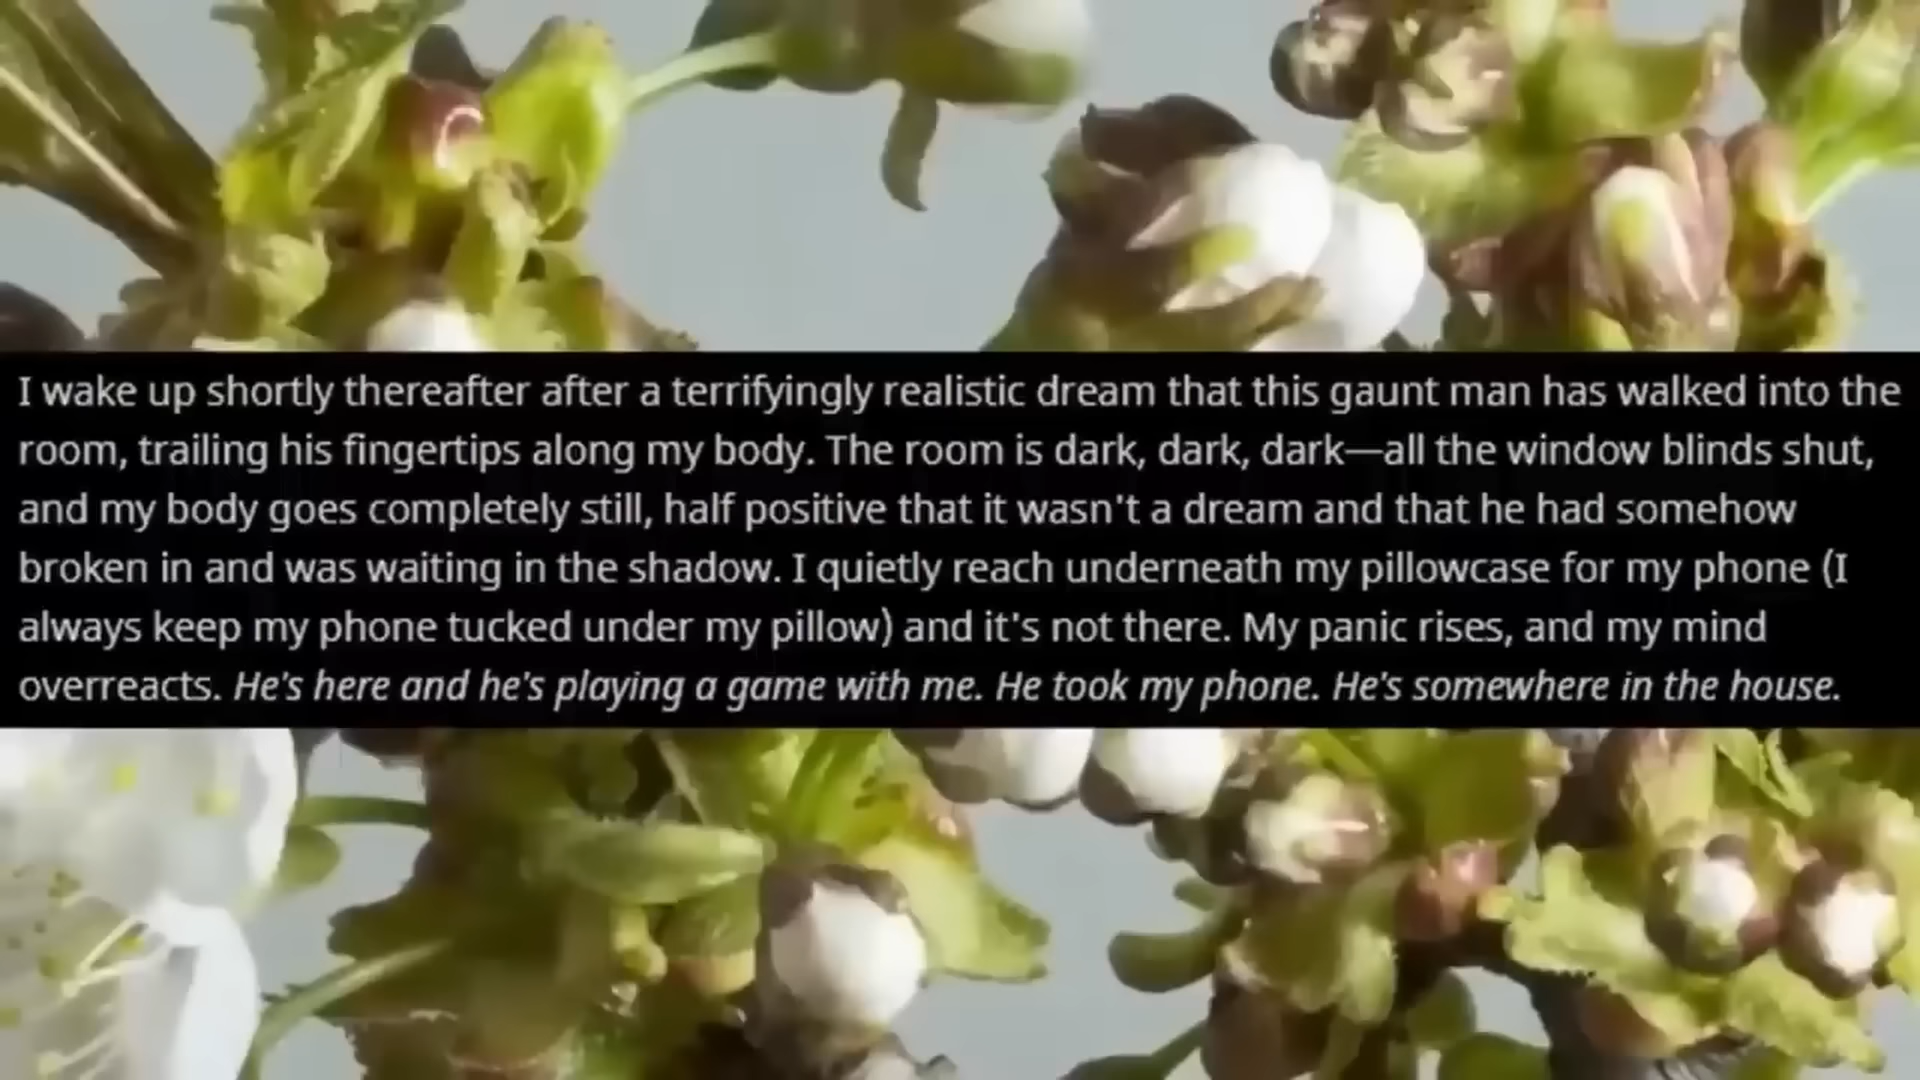 I wake up shortly thereafter after a terrifyingly realistic dream that this gaunt man has walked into the
room, trailing his fingertips along my body. The room is dark, dark, dark—all the window blinds shut,
and my body goes completely still, half positive that it wasn't a dream and that he had somehow
broken in and was waiting in the shadow. I quietly reach underneath my pillowcase for my phone (I
always keep my phone tucked under my pillow) and it's not there. My panic rises, and my mind
overreacts. He's here and he's playing a game with me. He took my phone. He's somewhere in the house.